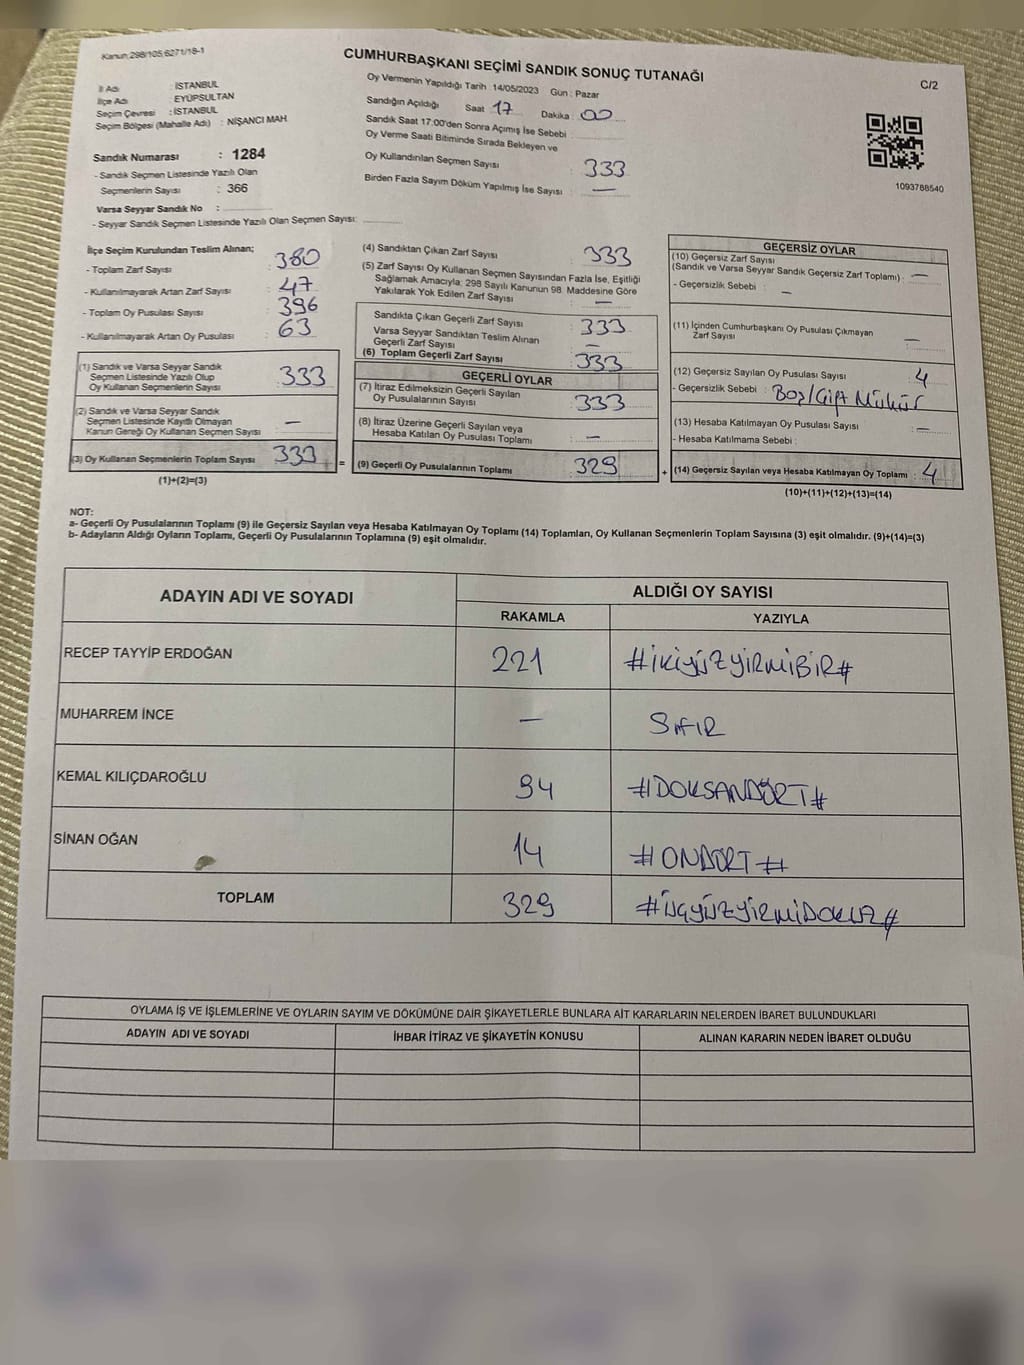 Kanun; 298/105,6271/18-1
CUMHURBAŞKANI SEÇİMİ SANDIK SONUÇ TUTANAĞI
C/2
İl Adı : İSTANBUL
İlçe Adı : EYÜPSULTAN
Seçim Çevresi : İSTANBUL
Seçim Bölgesi (Mahalle Adı) : NİŞANCI MAH.
Sandık Numarası : 1284
- Sandık Seçmen Listesinde Yazılı Olan
Seçmenlerin Sayısı : 366
Varsa Seyyar Sandık No :
- Seyyar Sandık Seçmen Listesinde Yazılı Olan Seçmen Sayısı:
Oy Vermenin Yapıldığı Tarih 14/05/2023 Gün : Pazar
Sandığın Açıldığı Saat 17 Dakika 00
Sandık Saat 17:00'den Sonra Açımış İse Sebebi :
Oy Verme Saati Bitiminde Sırada Bekleyen ve
Oy Kullandırılan Seçmen Sayısı : 333
Birden Fazla Sayım Döküm Yapılmış İse Sayısı : —
1093788540
İlçe Seçim Kurulundan Teslim Alınan;
- Toplam Zarf Sayısı : 380
- Kullanılmayarak Artan Zarf Sayısı : 47
- Toplam Oy Pusulası Sayısı : 396
- Kullanılmayarak Artan Oy Pusulası : 63
(1) Sandık ve Varsa Seyyar Sandık
Seçmen Listesinde Yazılı Olup
Oy Kullanan Seçmenlerin Sayısı : 333
(2) Sandık ve Varsa Seyyar Sandık
Seçmen Listesinde Kayıtlı Olmayan
Kanun Gereği Oy Kullanan Seçmen Sayısı : —
(3) Oy Kullanan Seçmenlerin Toplam Sayısı : 333
(1)+(2)=(3)
=
(4) Sandıktan Çıkan Zarf Sayısı : 333
(5) Zarf Sayısı Oy Kullanan Seçmen Sayısından Fazla İse, Eşitliği
Sağlamak Amacıyla; 298 Sayılı Kanunun 98. Maddesine Göre
Yakılarak Yok Edilen Zarf Sayısı : —
Sandıkta Çıkan Geçerli Zarf Sayısı : 333
Varsa Seyyar Sandıktan Teslim Alınan
Geçerli Zarf Sayısı : —
(6) Toplam Geçerli Zarf Sayısı : 333
GEÇERLİ OYLAR
(7) İtiraz Edilmeksizin Geçerli Sayılan
Oy Pusulalarının Sayısı : 333
(8) İtiraz Üzerine Geçerli Sayılan veya
Hesaba Katılan Oy Pusulası Toplamı : —
(9) Geçerli Oy Pusulalarının Toplamı : 329
+
GEÇERSİZ OYLAR
(10) Geçersiz Zarf Sayısı
(Sandık ve Varsa Seyyar Sandık Geçersiz Zarf Toplamı) : —
- Geçersizlik Sebebi : —
(11) İçinden Cumhurbaşkanı Oy Pusulası Çıkmayan
Zarf Sayısı : —
(12) Geçersiz Sayılan Oy Pusulası Sayısı : 4
- Geçersizlik Sebebi : Boş/Çift Mühür
(13) Hesaba Katılmayan Oy Pusulası Sayısı : —
- Hesaba Katılmama Sebebi :
(14) Geçersiz Sayılan veya Hesaba Katılmayan Oy Toplamı : 4
(10)+(11)+(12)+(13)=(14)
NOT:
a- Geçerli Oy Pusulalarının Toplamı (9) ile Geçersiz Sayılan veya Hesaba Katılmayan Oy Toplamı (14) Toplamları, Oy Kullanan Seçmenlerin Toplam Sayısına (3) eşit olmalıdır. (9)+(14)=(3)
b- Adayların Aldığı Oyların Toplamı, Geçerli Oy Pusulalarının Toplamına (9) eşit olmalıdır.
ADAYIN ADI VE SOYADI
ALDIĞI OY SAYISI
RAKAMLA YAZIYLA
RECEP TAYYİP ERDOĞAN 221 #İKİYÜZYİRMİBİR#
MUHARREM İNCE — SIFIR
KEMAL KILIÇDAROĞLU 94 #DOKSANDÖRT#
SİNAN OĞAN 14 #ONDÖRT#
TOPLAM 329 #ÜÇYÜZYİRMİDOKUZ#
OYLAMA İŞ VE İŞLEMLERİNE VE OYLARIN SAYIM VE DÖKÜMÜNE DAİR ŞİKAYETLERLE BUNLARA AİT KARARLARIN NELERDEN İBARET BULUNDUKLARI
ADAYIN ADI VE SOYADI İHBAR İTİRAZ VE ŞİKAYETİN KONUSU ALINAN KARARIN NEDEN İBARET OLDUĞU